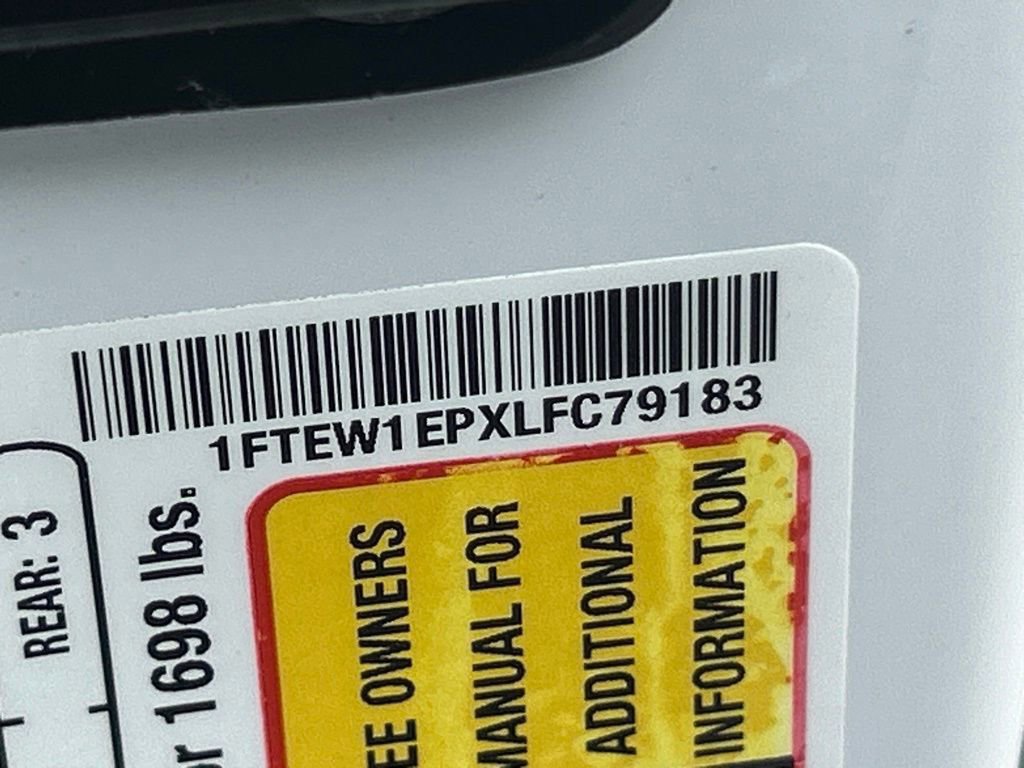 1FTEW1EPXLFC79183
REAR: 3
1698 lbs.
EE OWNERS
MANUAL FOR
ADDITIONAL
INFORMATION